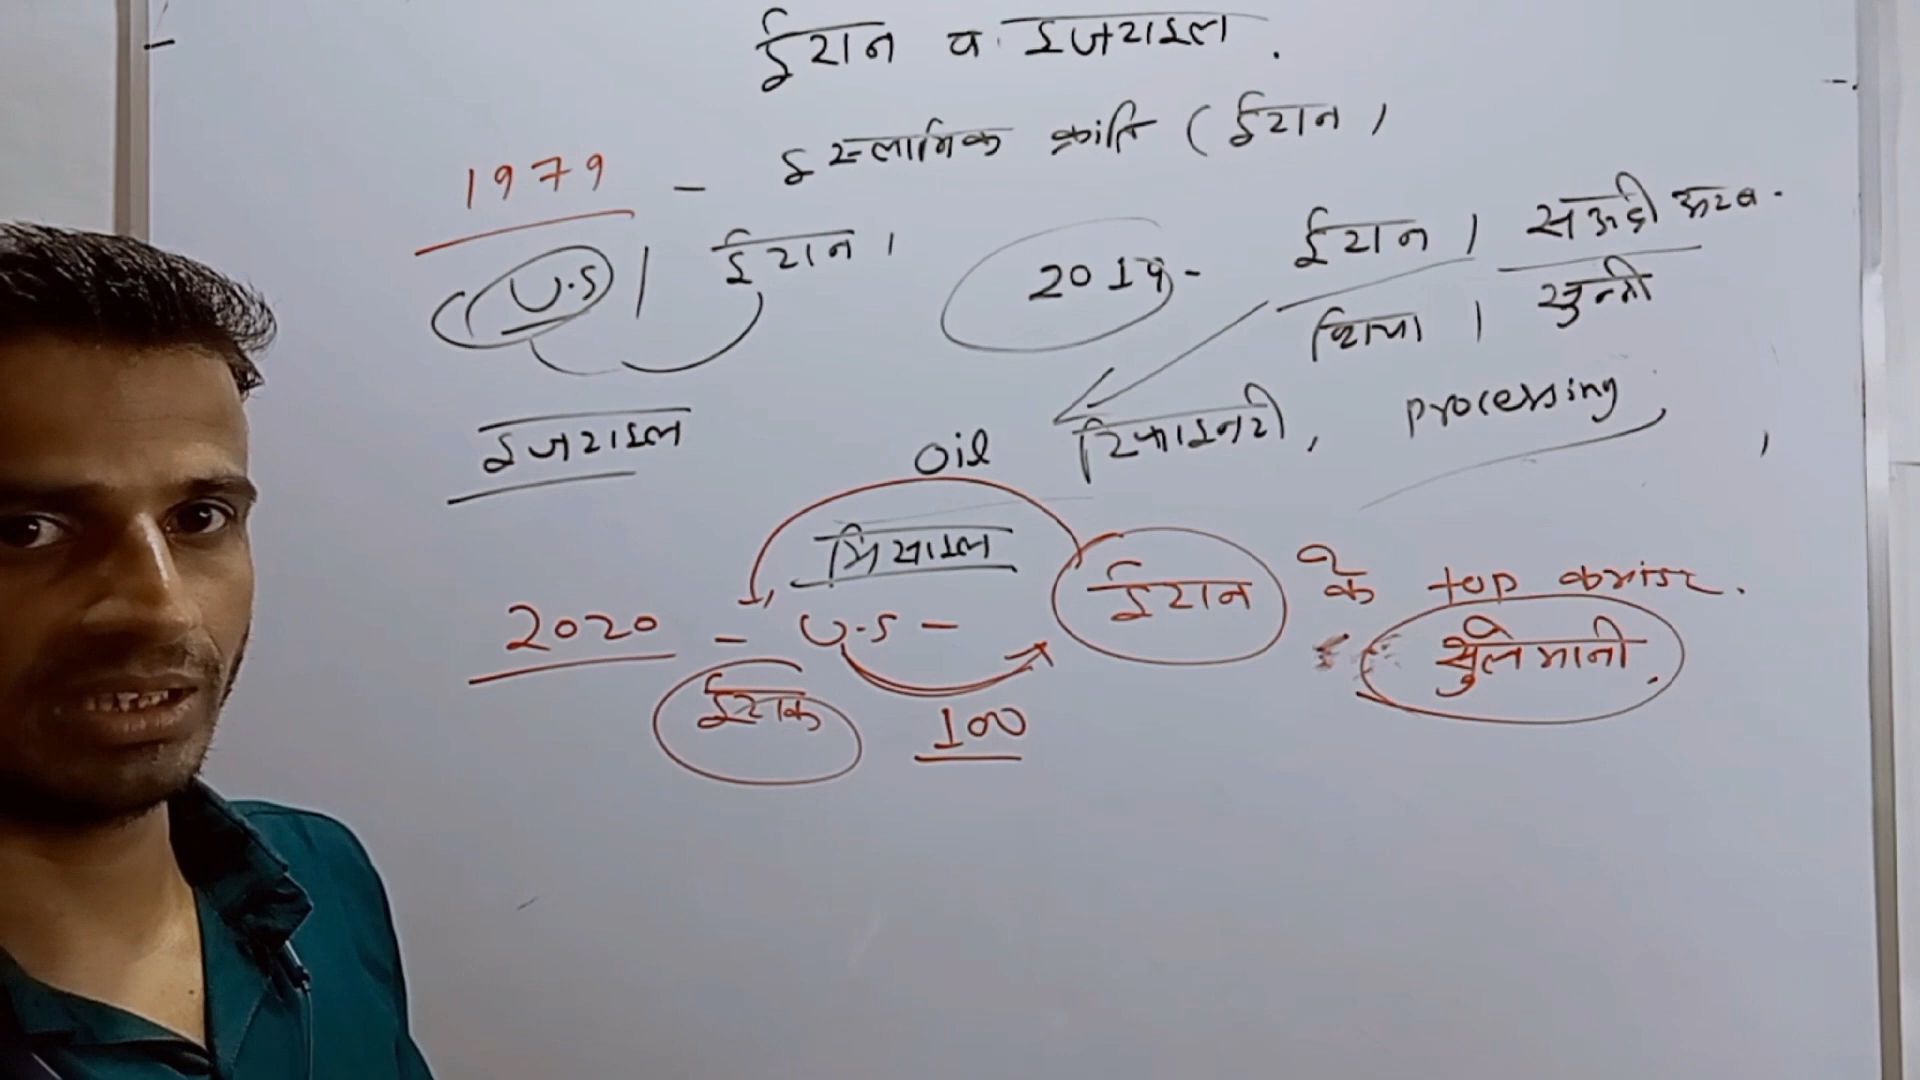 ईरान व इजराइल.
1979 - इस्लामिक क्रांति (ईरान)
(U.S / ईरान ।
2019 - ईरान / सऊदी अरब.
शिया / सुन्नी
इजराइल
Oil रिफाइनरी, processing,
मिसाइल
2020 - U.S - ईरान के top कमांडर.
सुलेमानी.
ईराक
100